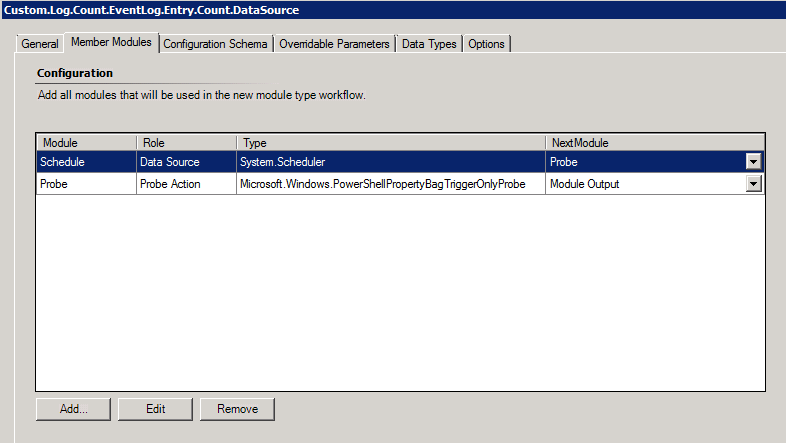 Custom.Log.Count.EventLog.Entry.Count.DataSource
General Member Modules Configuration Schema Overridable Parameters Data Types Options
Configuration
Add all modules that will be used in the new module type workflow.
Module Role Type NextModule
Schedule Data Source System.Scheduler Probe
Probe Probe Action Microsoft.Windows.PowerShellPropertyBagTriggerOnlyProbe Module Output
Add... Edit Remove